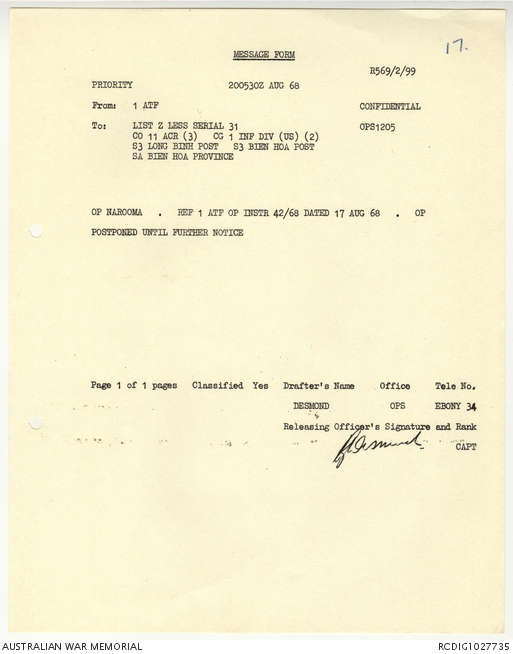 MESSAGE FORM
17.
R569/2/99
PRIORITY 200530Z AUG 68
From: 1 ATF CONFIDENTIAL
To: LIST Z LESS SERIAL 31 OPS1205
CO 11 ACR (3) CG 1 INF DIV (US) (2)
S3 LONG BINH POST S3 BIEN HOA POST
SA BIEN HOA PROVINCE
OP NAROOMA . REF 1 ATF OP INSTR 42/68 DATED 17 AUG 68 . OP
POSTPONED UNTIL FURTHER NOTICE
Page 1 of 1 pages Classified Yes Drafter's Name Office Tele No.
DESMOND OPS EBONY 34
Releasing Officer's Signature and Rank
Desmond CAPT
AUSTRALIAN WAR MEMORIAL RCDIG1027735